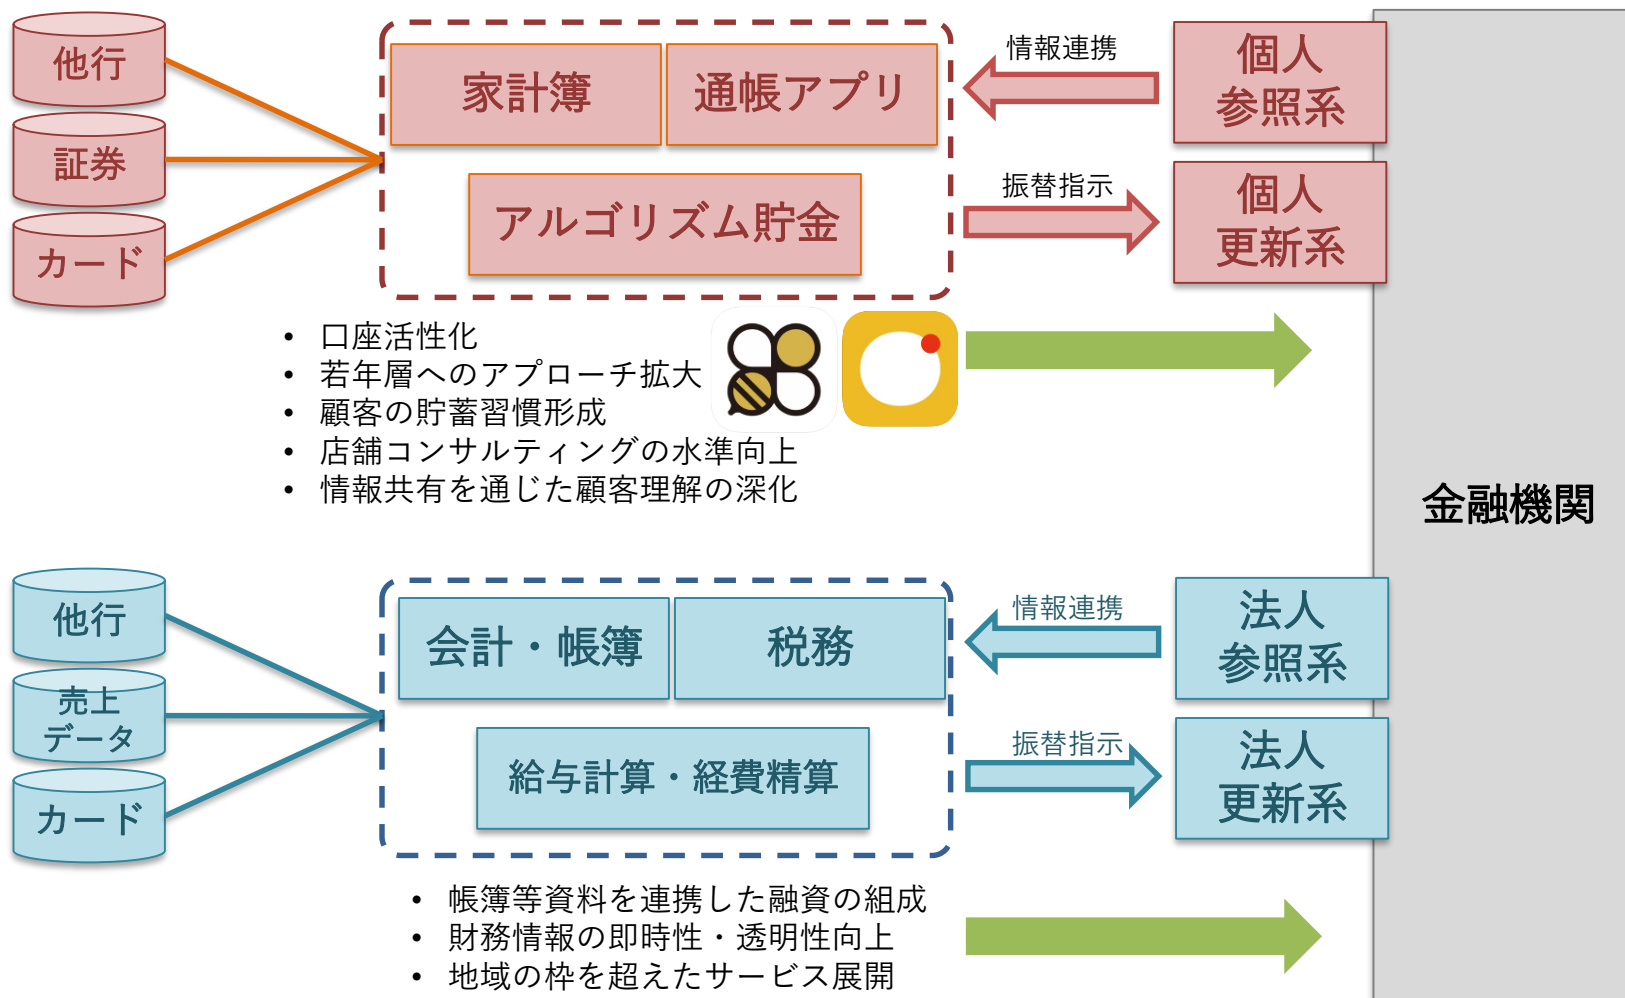 他行
証券
カード
家計簿
通帳アプリ
アルゴリズム貯金
情報連携
振替指示
個人
参照系
個人
更新系
• 口座活性化
• 若年層へのアプローチ拡大
• 顧客の貯蓄習慣形成
• 店舗コンサルティングの水準向上
• 情報共有を通じた顧客理解の深化
金融機関
他行
売上
データ
カード
会計・帳簿
税務
給与計算・経費精算
情報連携
振替指示
法人
参照系
法人
更新系
• 帳簿等資料を連携した融資の組成
• 財務情報の即時性・透明性向上
• 地域の枠を超えたサービス展開